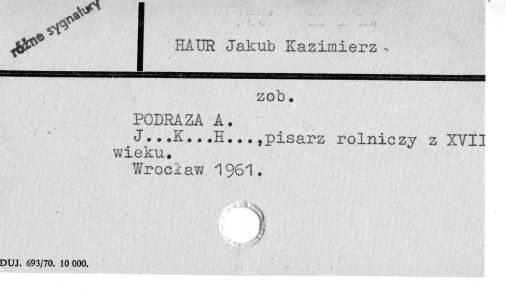 różne sygnatury
HAUR Jakub Kazimierz.
zob.
PODRAZA A.
J...K...H...,pisarz rolniczy z XVII
wieku.
Wrocław 1961.
DUJ. 693/70. 10 000.